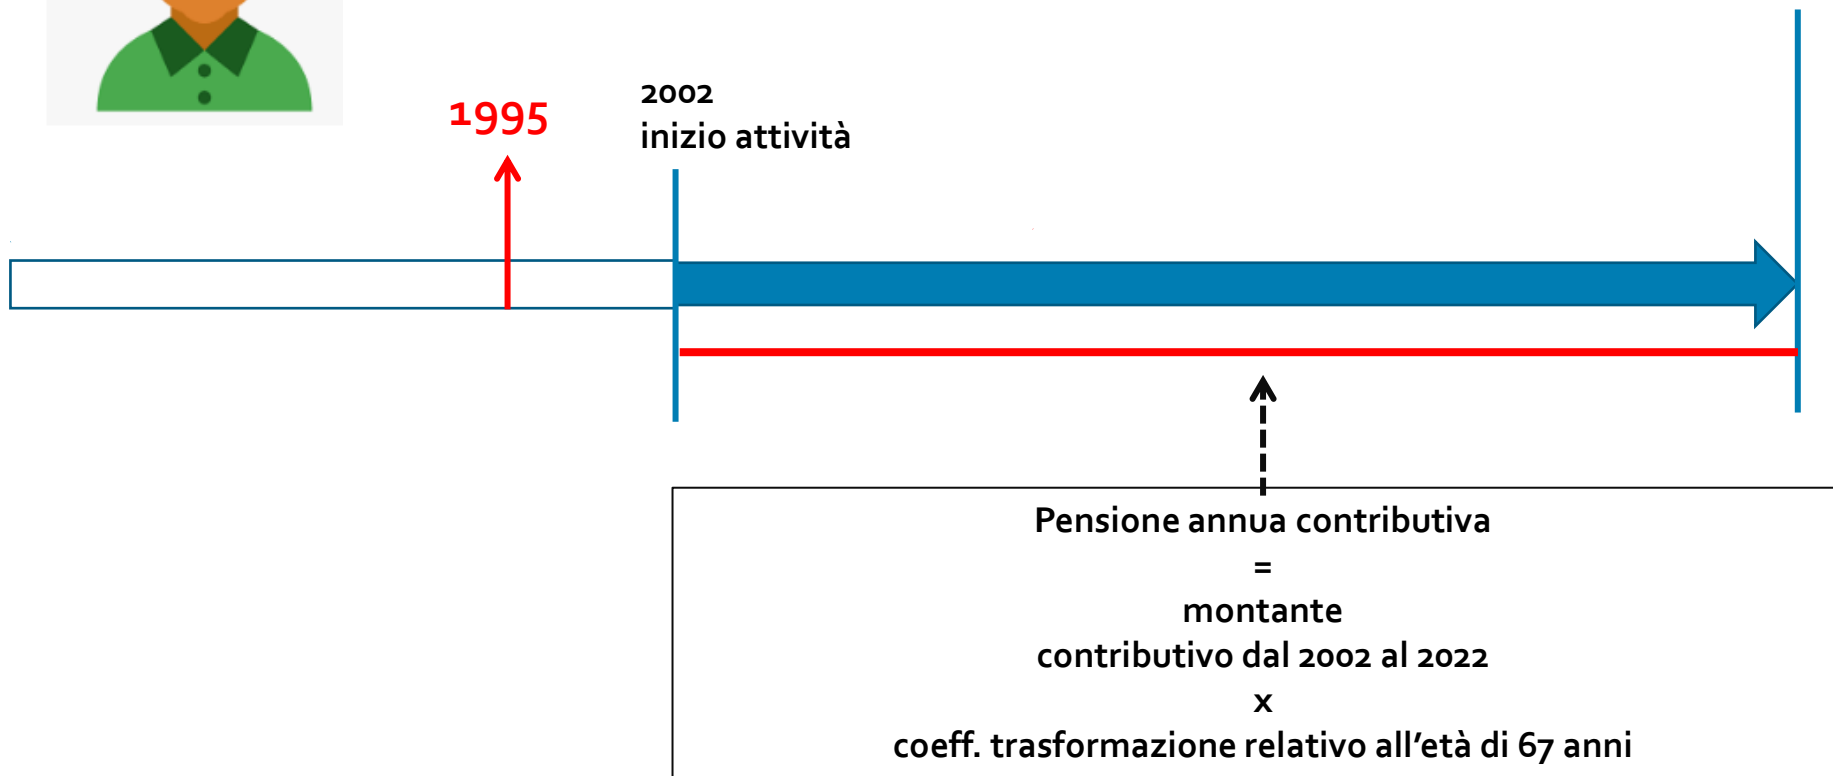 1995
2002
inizio attività
Pensione annua contributiva
=
montante
contributivo dal 2002 al 2022
x
coeff. trasformazione relativo all'età di 67 anni